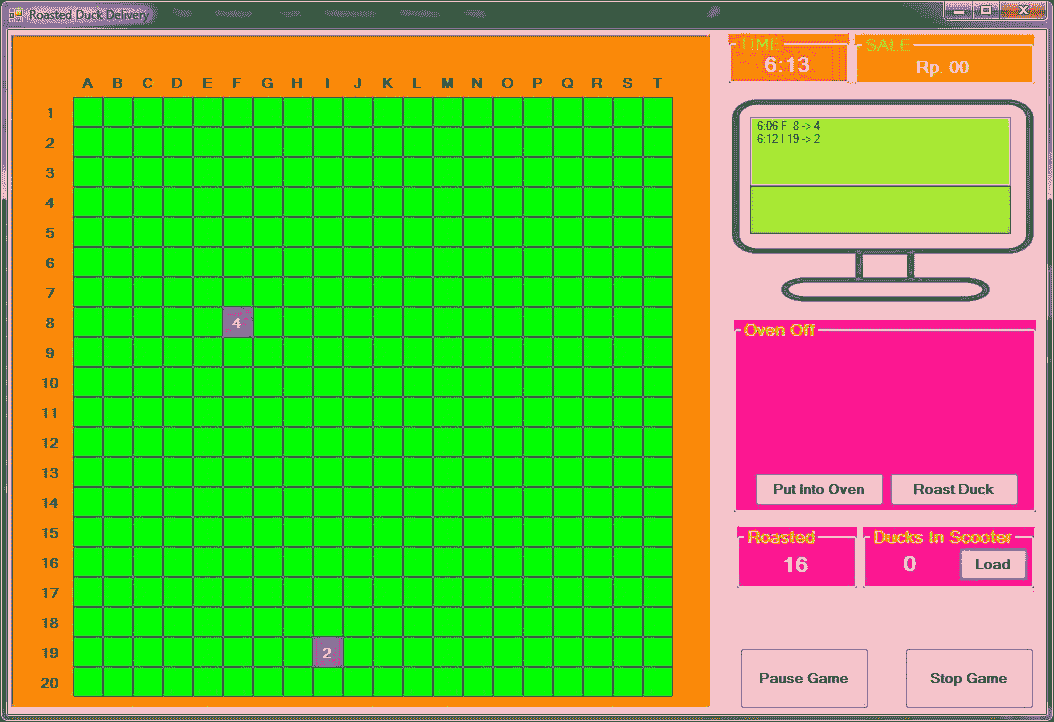 Roasted Duck Delivery
TIME
6:13
SALE
Rp. 00
A B C D E F G H I J K L M N O P Q R S T
1
2
3
4
5
6
7
8 4
9
10
11
12
13
14
15
16
17
18
19 2
20
6:06 F 8 -> 4
6:12 I 19 -> 2
Oven Off
Put Into Oven Roast Duck
Roasted
16
Ducks In Scooter
0 Load
Pause Game Stop Game